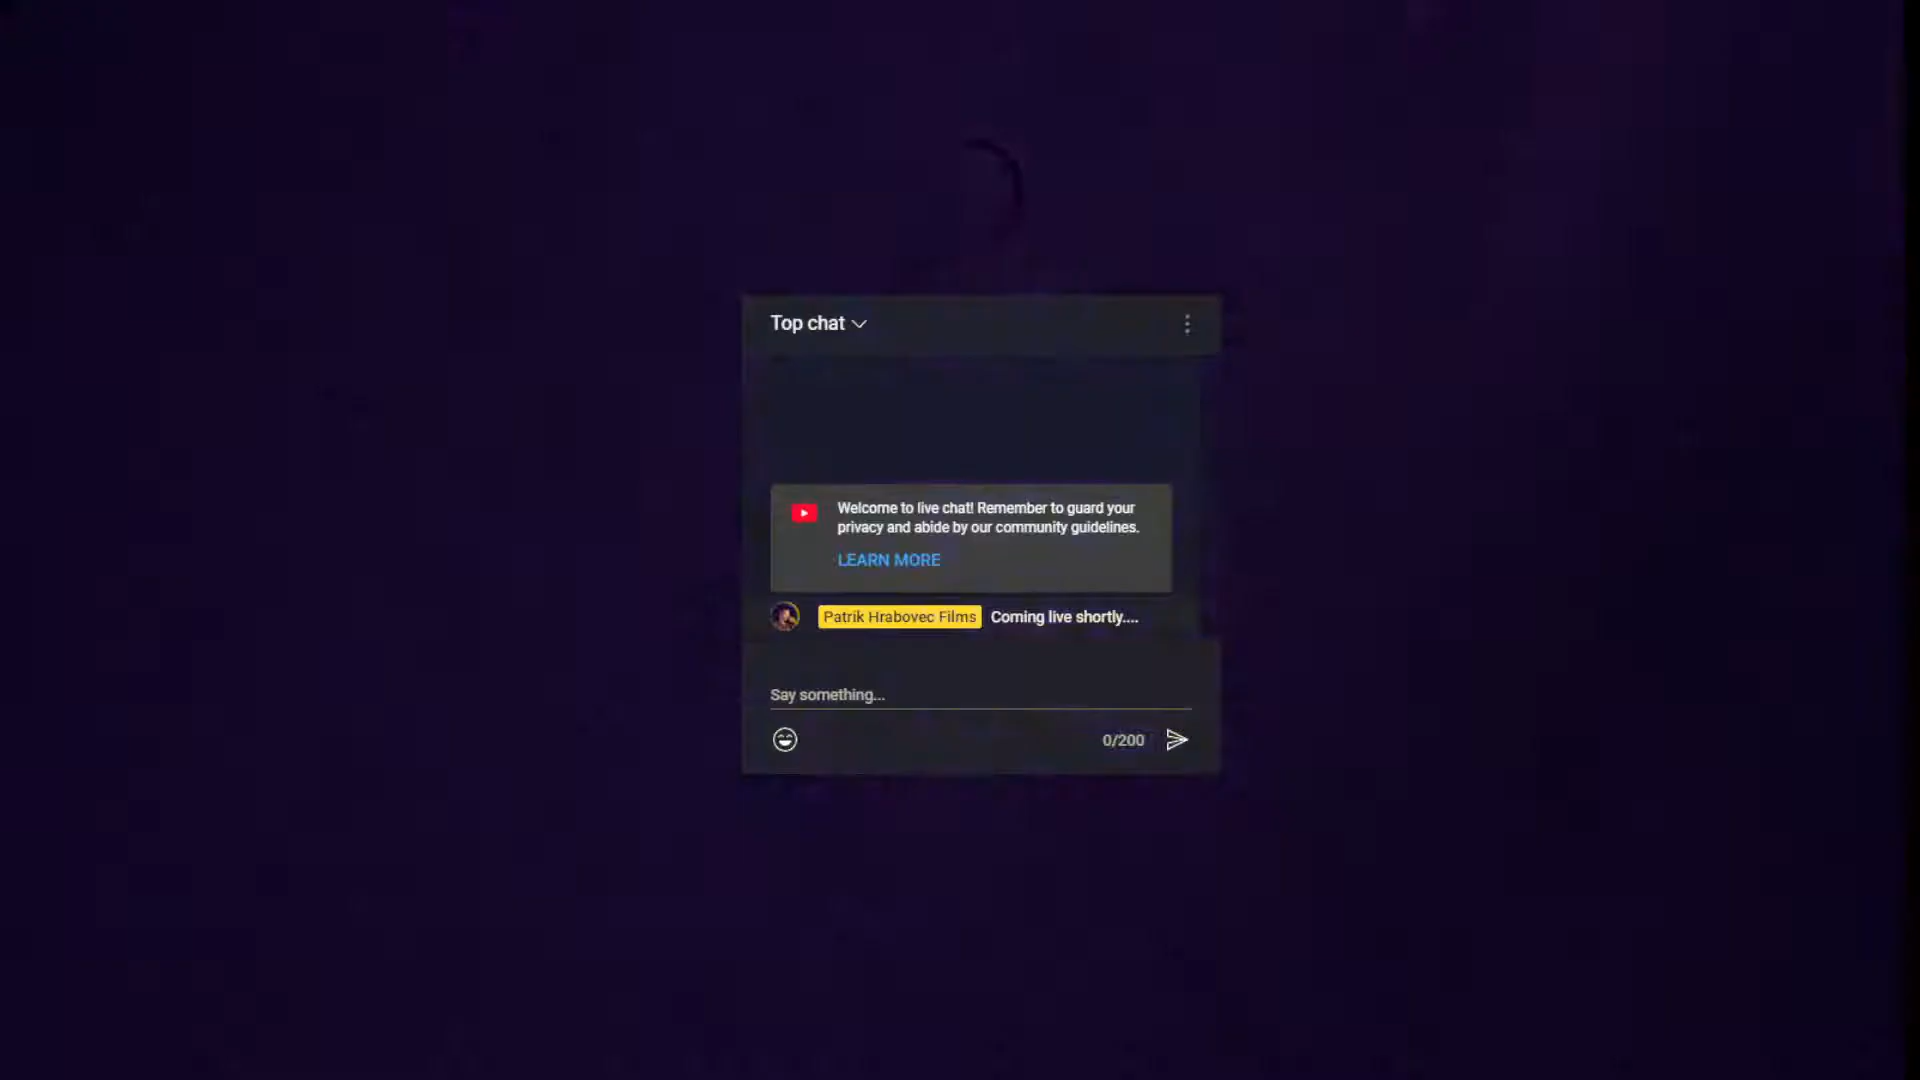 Top chat
Welcome to live chat! Remember to guard your
privacy and abide by our community guidelines.
LEARN MORE
Patrik Hrabovec Films Coming live shortly....
Say something...
0/200